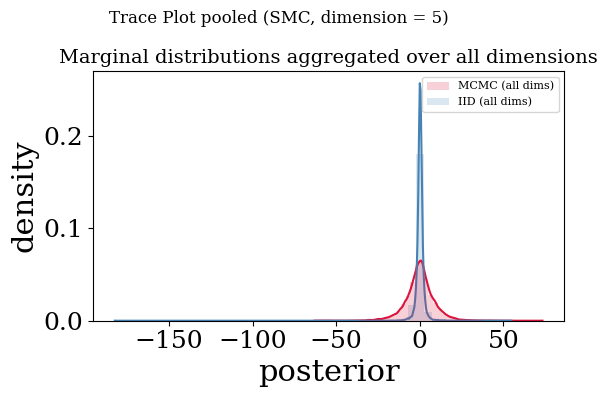 Trace Plot pooled (SMC, dimension = 5)
Marginal distributions aggregated over all dimensions
MCMC (all dims)
IID (all dims)
density
0.2
0.1
0.0
−150
−100
−50
0
50
posterior